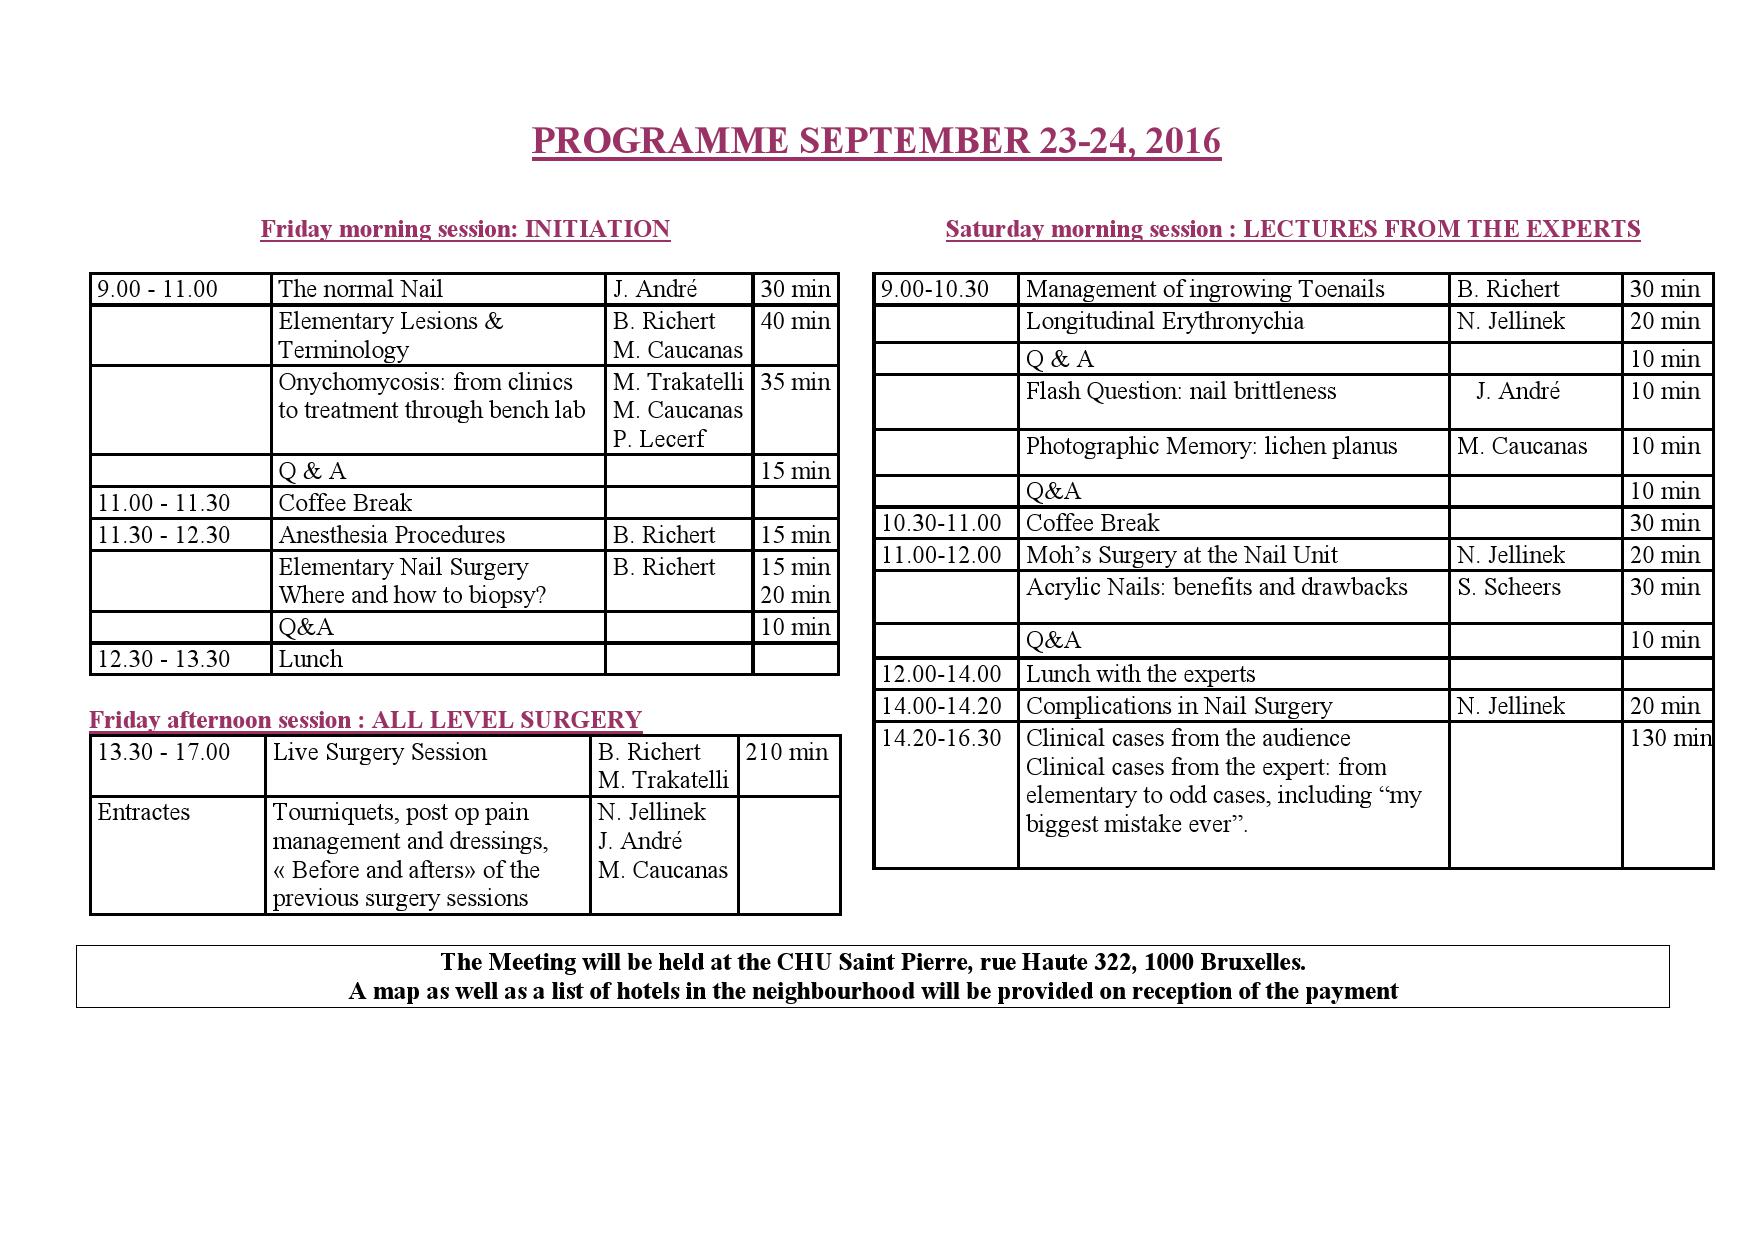 PROGRAMME SEPTEMBER 23-24, 2016
Friday morning session: INITIATION
9.00 - 11.00 The normal Nail J. André 30 min
Elementary Lesions & B. Richert 40 min
Terminology M. Caucanas
Onychomycosis: from clinics M. Trakatelli 35 min
to treatment through bench lab M. Caucanas
P. Lecerf
Q & A 15 min
11.00 - 11.30 Coffee Break
11.30 - 12.30 Anesthesia Procedures B. Richert 15 min
Elementary Nail Surgery B. Richert 15 min
Where and how to biopsy? 20 min
Q&A 10 min
12.30 - 13.30 Lunch
Friday afternoon session : ALL LEVEL SURGERY
13.30 - 17.00 Live Surgery Session B. Richert 210 min
M. Trakatelli
Entractes Tourniquets, post op pain N. Jellinek
management and dressings, J. André
« Before and afters» of the M. Caucanas
previous surgery sessions
Saturday morning session : LECTURES FROM THE EXPERTS
9.00-10.30 Management of ingrowing Toenails B. Richert 30 min
Longitudinal Erythronychia N. Jellinek 20 min
Q & A 10 min
Flash Question: nail brittleness J. André 10 min
Photographic Memory: lichen planus M. Caucanas 10 min
Q&A 10 min
10.30-11.00 Coffee Break 30 min
11.00-12.00 Moh’s Surgery at the Nail Unit N. Jellinek 20 min
Acrylic Nails: benefits and drawbacks S. Scheers 30 min
Q&A 10 min
12.00-14.00 Lunch with the experts
14.00-14.20 Complications in Nail Surgery N. Jellinek 20 min
14.20-16.30 Clinical cases from the audience 130 min
Clinical cases from the expert: from
elementary to odd cases, including “my
biggest mistake ever”.
The Meeting will be held at the CHU Saint Pierre, rue Haute 322, 1000 Bruxelles.
A map as well as a list of hotels in the neighbourhood will be provided on reception of the payment